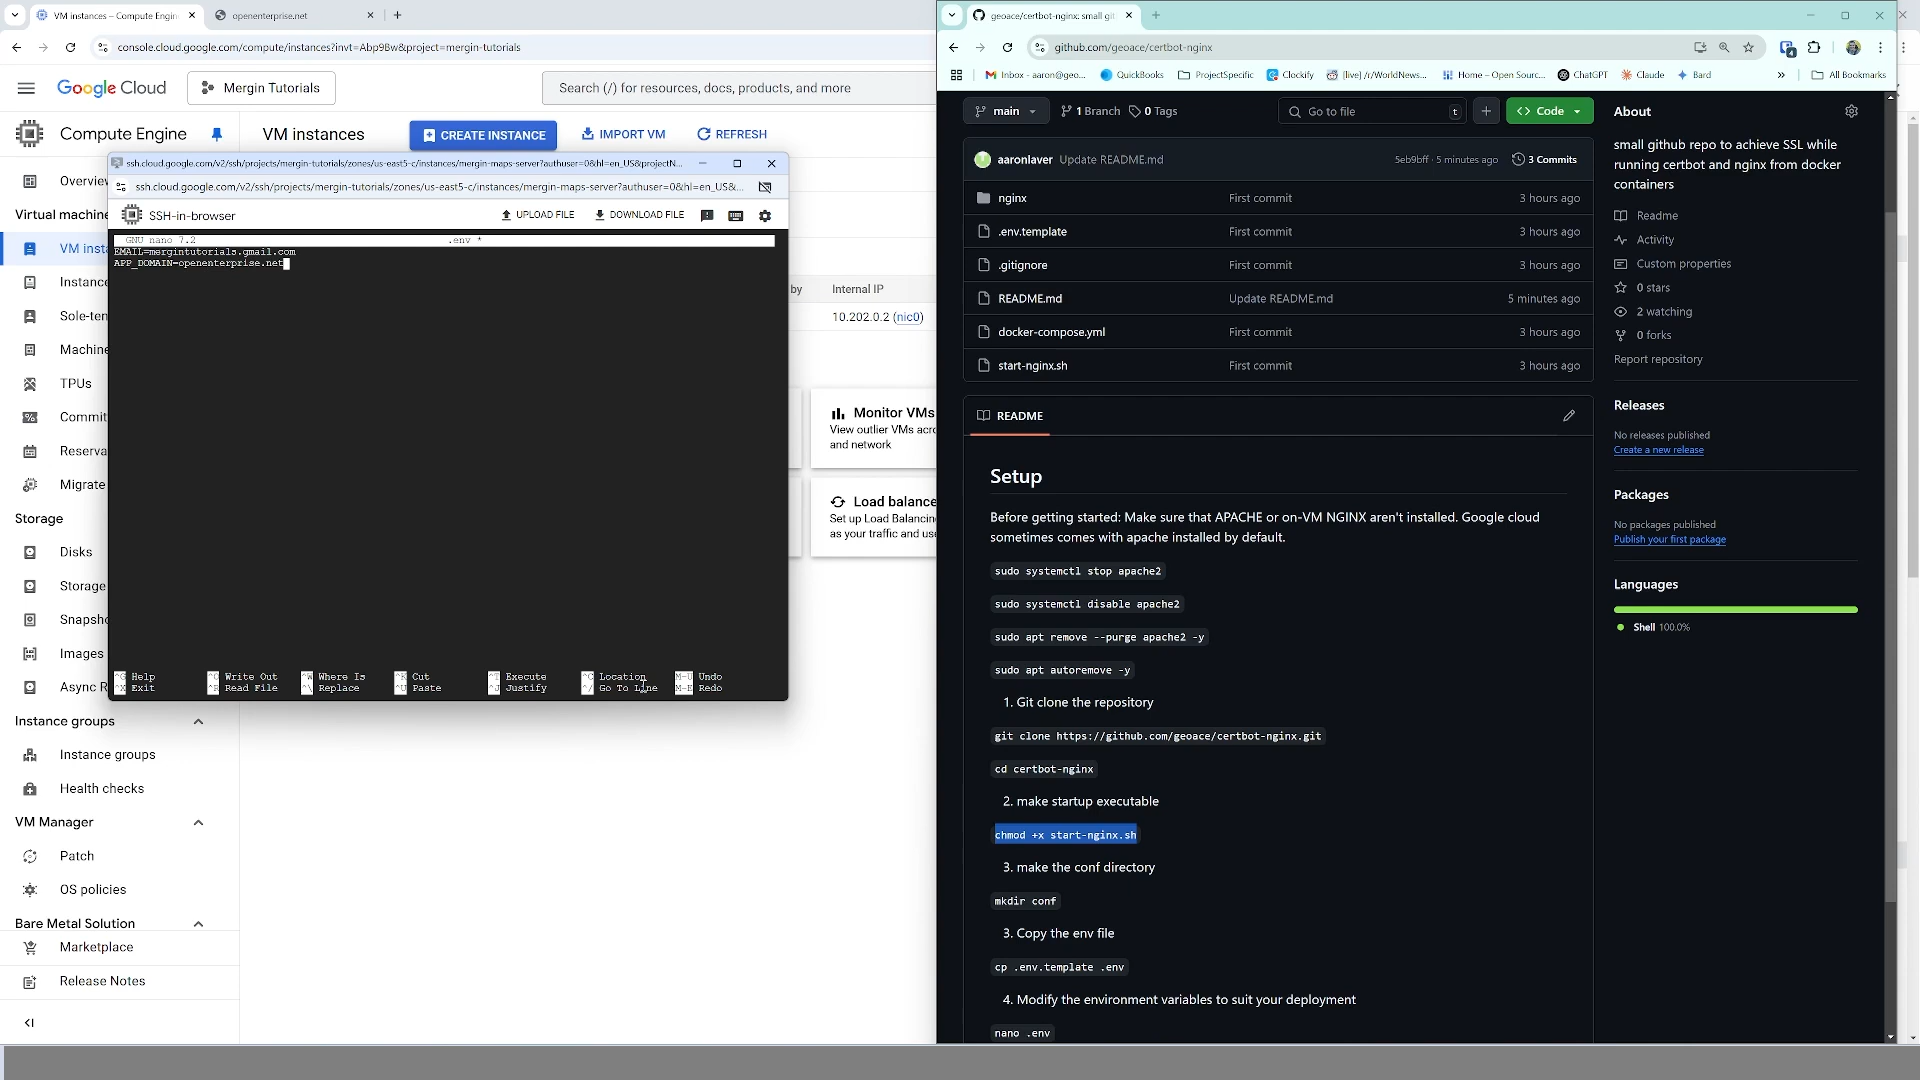 VM instances – Compute Engin
openenterprise.net
console.cloud.google.com/compute/instances?invt=Abp9Bw&project=mergin-tutorials
Google Cloud
Mergin Tutorials
Search (/) for resources, docs, products, and more
Compute Engine
VM instances
CREATE INSTANCE
IMPORT VM
REFRESH
Overview
Virtual machine
VM insta
Instance
Sole-ten
Machine
TPUs
Commit
Reserva
Migrate
Storage
Disks
Storage
Snapsho
Images
Async R
Instance groups
Instance groups
Health checks
VM Manager
Patch
OS policies
Bare Metal Solution
Marketplace
Release Notes
by
Internal IP
10.202.0.2 (nic0)
Monitor VMs
View outlier VMs acro
and network
Load balance
Set up Load Balancin
as your traffic and use
ssh.cloud.google.com/v2/ssh/projects/mergin-tutorials/zones/us-east5-c/instances/mergin-maps-server?authuser=0&hl=en_US&projectN...
ssh.cloud.google.com/v2/ssh/projects/mergin-tutorials/zones/us-east5-c/instances/mergin-maps-server?authuser=0&hl=en_US&...
SSH-in-browser
UPLOAD FILE
DOWNLOAD FILE
GNU nano 7.2 .env *
EMAIL=mergintutorials.gmail.com
APP_DOMAIN=openenterprise.net
^G Help ^O Write Out ^W Where Is ^K Cut ^T Execute ^C Location M-U Undo
^X Exit ^R Read File ^\ Replace ^U Paste ^J Justify ^/ Go To Line M-E Redo
geoace/certbot-nginx: small git
github.com/geoace/certbot-nginx
Inbox - aaron@geo...
QuickBooks
ProjectSpecific
Clockify
[live] /r/WorldNews...
Home – Open Sourc...
ChatGPT
Claude
Bard
»
All Bookmarks
main
1 Branch
0 Tags
Go to file
t
Code
aaronlaver Update README.md
5eb9bff · 5 minutes ago
3 Commits
nginx First commit 3 hours ago
.env.template First commit 3 hours ago
.gitignore First commit 3 hours ago
README.md Update README.md 5 minutes ago
docker-compose.yml First commit 3 hours ago
start-nginx.sh First commit 3 hours ago
README
Setup
Before getting started: Make sure that APACHE or on-VM NGINX aren't installed. Google cloud
sometimes comes with apache installed by default.
sudo systemctl stop apache2
sudo systemctl disable apache2
sudo apt remove --purge apache2 -y
sudo apt autoremove -y
1. Git clone the repository
git clone https://github.com/geoace/certbot-nginx.git
cd certbot-nginx
2. make startup executable
chmod +x start-nginx.sh
3. make the conf directory
mkdir conf
3. Copy the env file
cp .env.template .env
4. Modify the environment variables to suit your deployment
nano .env
About
small github repo to achieve SSL while
running certbot and nginx from docker
containers
Readme
Activity
Custom properties
0 stars
2 watching
0 forks
Report repository
Releases
No releases published
Create a new release
Packages
No packages published
Publish your first package
Languages
Shell 100.0%